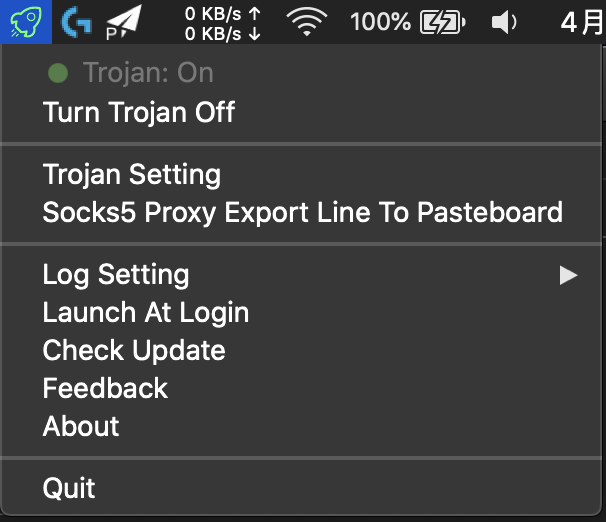 P
0 KB/s ↑
0 KB/s ↓
100%
4月
Trojan: On
Turn Trojan Off
Trojan Setting
Socks5 Proxy Export Line To Pasteboard
Log Setting
Launch At Login
Check Update
Feedback
About
Quit